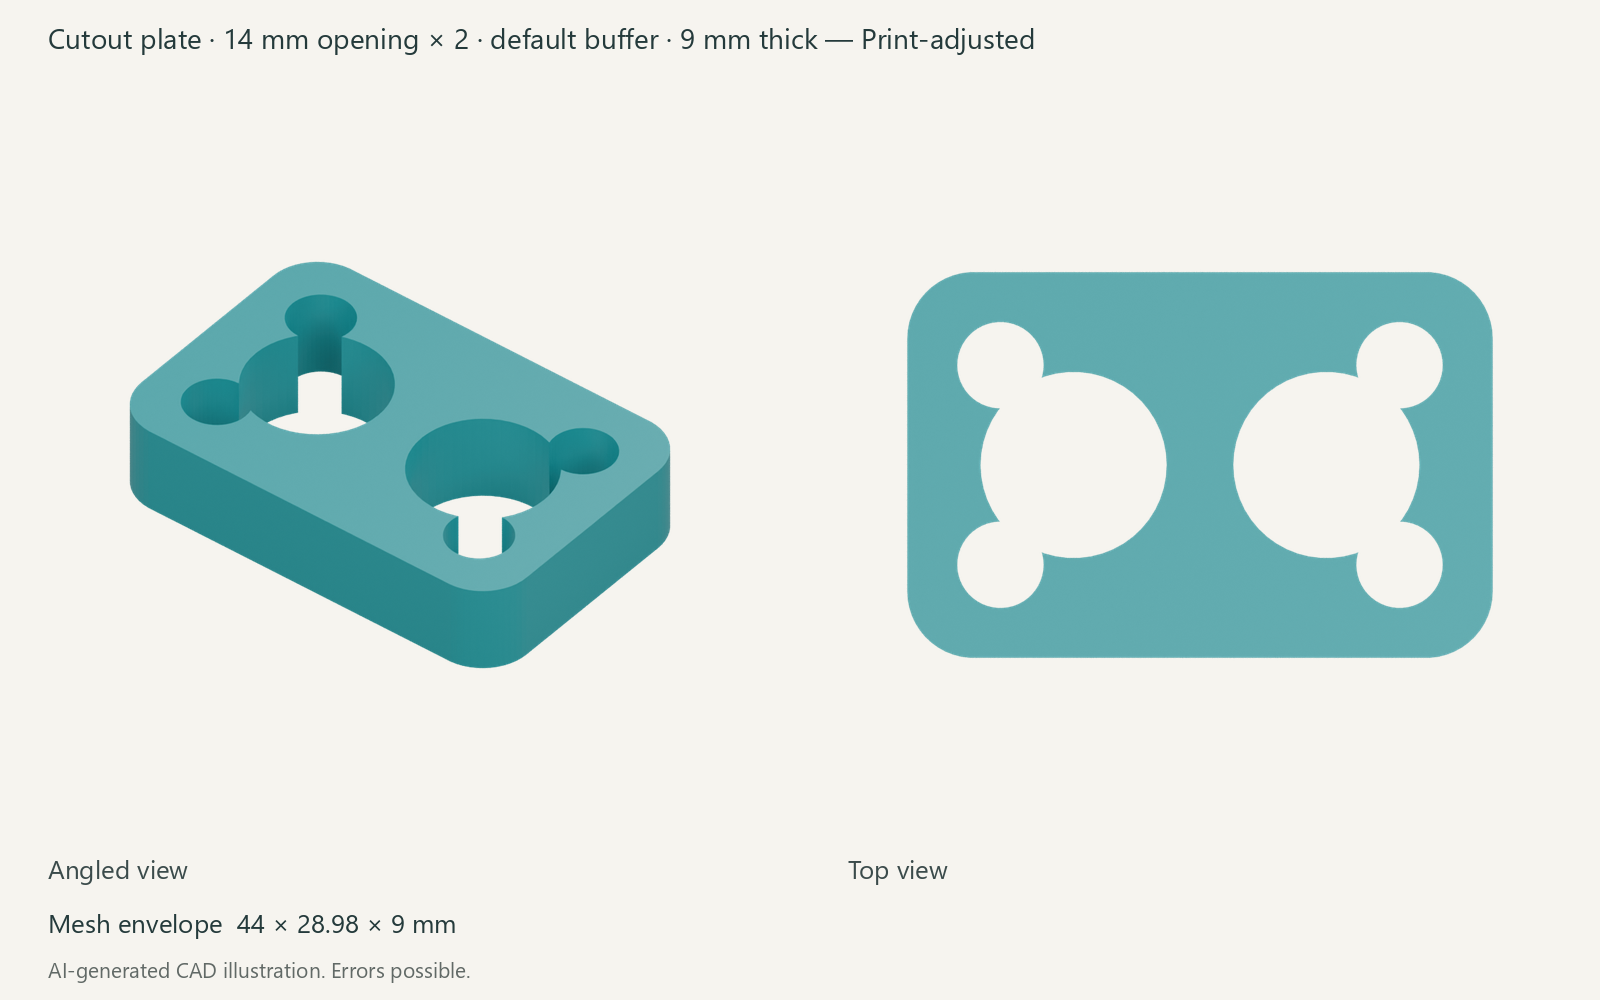 Cutout plate · 14 mm opening × 2 · default buffer · 9 mm thick — Print-adjusted
Angled view
Top view
Mesh envelope 44 × 28.98 × 9 mm
AI-generated CAD illustration. Errors possible.